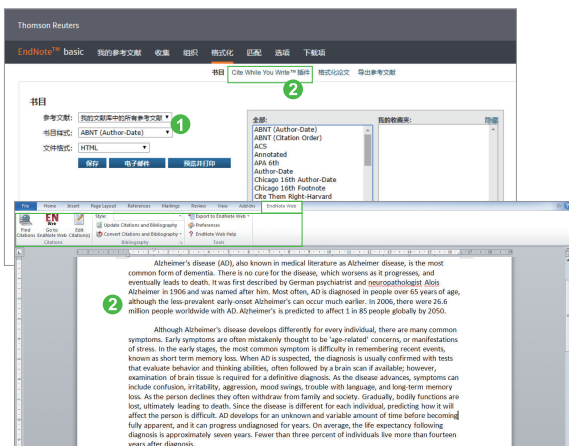 Thomson Reuters
EndNote™ basic 我的参考文献 收集 组织 格式化 匹配 选项 下载项
书目 Cite While You Write™ 插件 格式化论文 导出参考文献
2
书目
参考文献: 我的文献库中的所有参考文献
1
书目样式: ABNT (Author-Date)
文件格式: HTML
保存 电子邮件 预览并打印
全部:
ABNT (Author-Date)
ABNT (Citation Order)
ACS
Annotated
APA 6th
Author-Date
Chicago 16th Author-Date
Chicago 16th Footnote
Cite Them Right-Harvard
我的收藏夹:
隐藏
File Home Insert Page Layout References Mailings Review View Add-Ins EndNote Web
Find Citations
EN Web
Go to EndNote Web
Edit Citation(s)
Citations
Style:
Update Citations and Bibliography
Convert Citations and Bibliography
Bibliography
Export to EndNote Web
Preferences
EndNote Web Help
Tools
Alzheimer's disease (AD), also known in medical literature as Alzheimer disease, is the most
common form of dementia. There is no cure for the disease, which worsens as it progresses, and
eventually leads to death. It was first described by German psychiatrist and neuropathologist Alois
Alzheimer in 1906 and was named after him. Most often, AD is diagnosed in people over 65 years of age,
although the less-prevalent early-onset Alzheimer's can occur much earlier. In 2006, there were 26.6
million people worldwide with AD. Alzheimer's is predicted to affect 1 in 85 people globally by 2050.
2
Although Alzheimer's disease develops differently for every individual, there are many common
symptoms. Early symptoms are often mistakenly thought to be 'age-related' concerns, or manifestations
of stress. In the early stages, the most common symptom is difficulty in remembering recent events,
known as short term memory loss. When AD is suspected, the diagnosis is usually confirmed with tests
that evaluate behavior and thinking abilities, often followed by a brain scan if available; however,
examination of brain tissue is required for a definitive diagnosis. As the disease advances, symptoms can
include confusion, irritability, aggression, mood swings, trouble with language, and long-term memory
loss. As the person declines they often withdraw from family and society. Gradually, bodily functions are
lost, ultimately leading to death. Since the disease is different for each individual, predicting how it will
affect the person is difficult. AD develops for an unknown and variable amount of time before becoming
fully apparent, and it can progress undiagnosed for years. On average, the life expectancy following
diagnosis is approximately seven years. Fewer than three percent of individuals live more than fourteen
years after diagnosis.